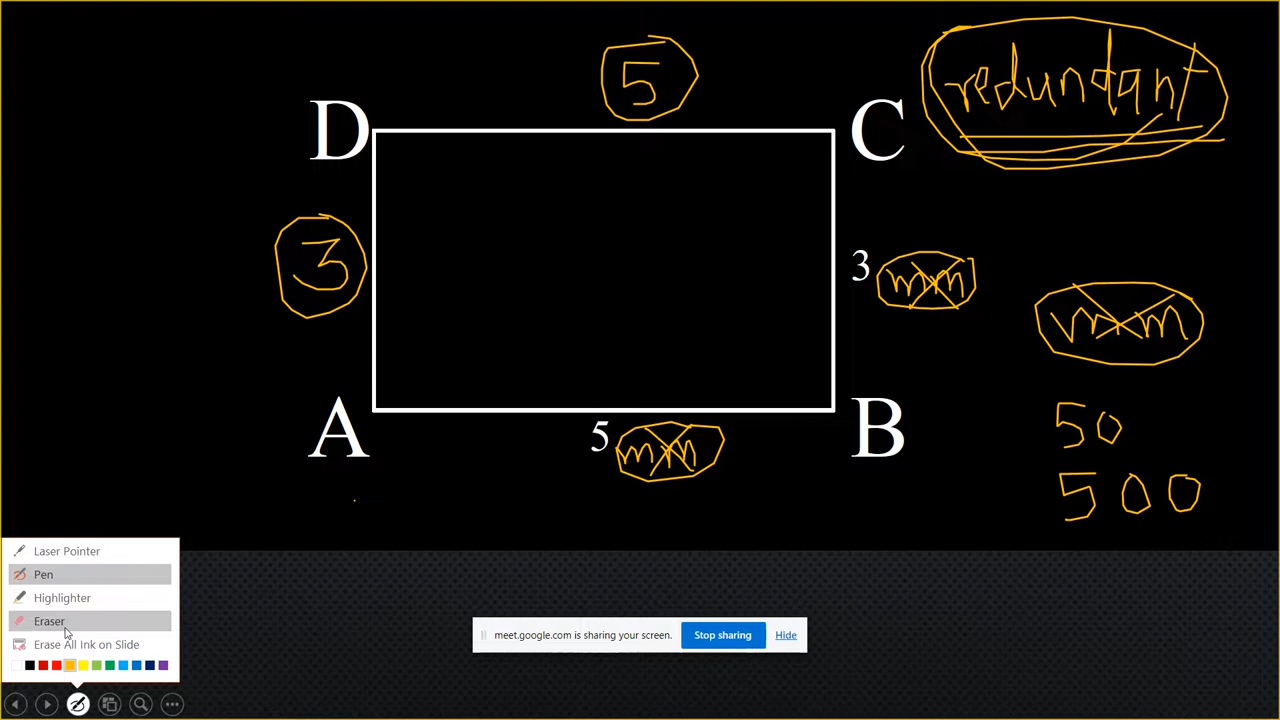 5
redundant
D
C
3
3 mm
mm
A
B
5 mm
50
500
Laser Pointer
Pen
Highlighter
Eraser
Erase All Ink on Slide
meet.google.com is sharing your screen.
Stop sharing
Hide